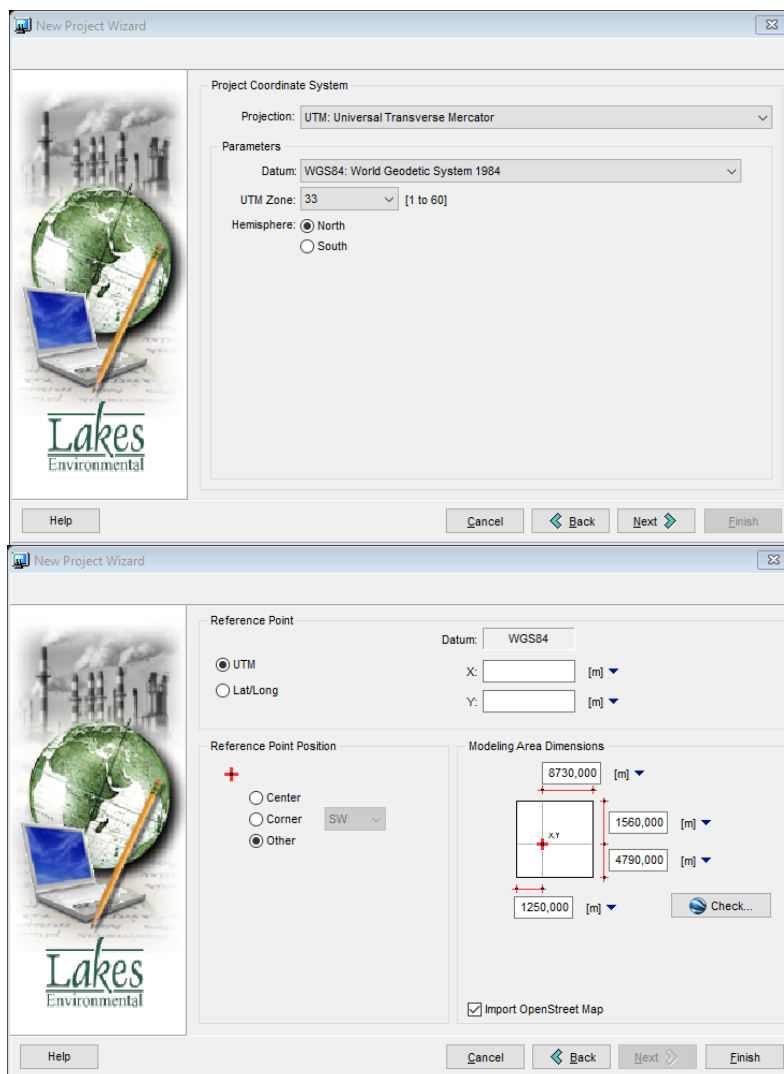 New Project Wizard
Project Coordinate System
Projection: UTM: Universal Transverse Mercator
Parameters
Datum: WGS84: World Geodetic System 1984
UTM Zone: 33 [1 to 60]
Hemisphere: North
South
Lakes
Environmental
Help Cancel Back Next Finish
New Project Wizard
Reference Point
Datum: WGS84
UTM X: [m]
Lat/Long Y: [m]
Reference Point Position
Center
Corner SW
Other
Modeling Area Dimensions
8730,000 [m]
1560,000 [m]
X,Y
4790,000 [m]
1250,000 [m] Check...
Import OpenStreet Map
Lakes
Environmental
Help Cancel Back Next Finish